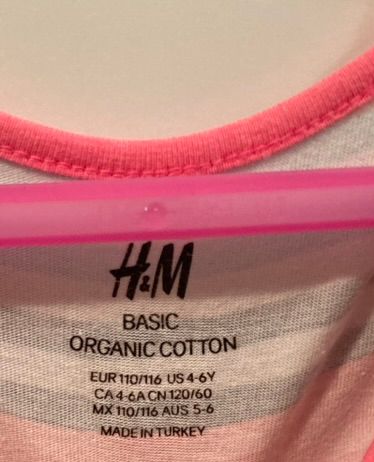 H&M
BASIC
ORGANIC COTTON
EUR 110/116 US 4-6Y
CA 4-6A CN 120/60
MX 110/116 AUS 5-6
MADE IN TURKEY